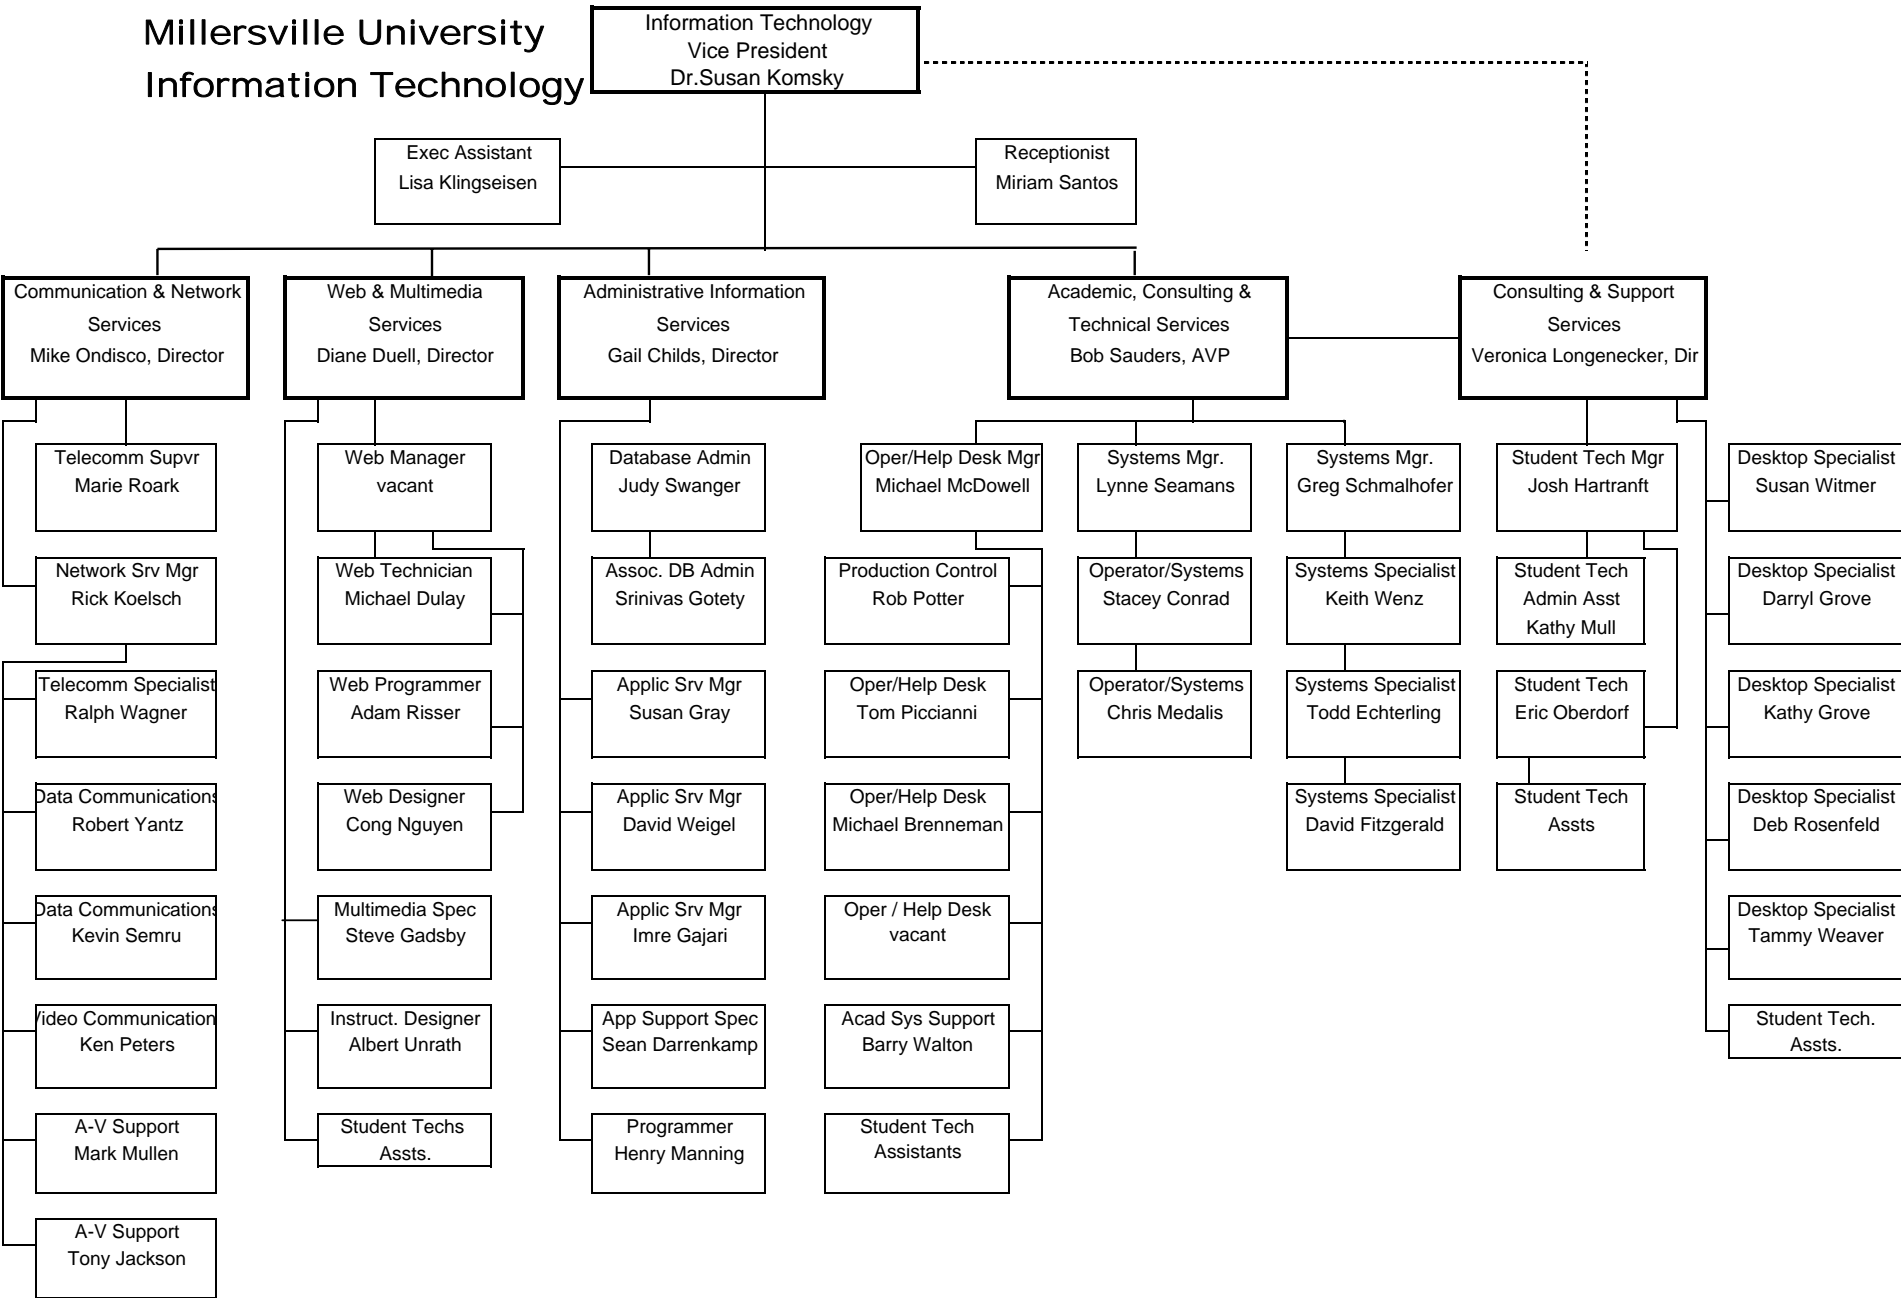 Millersville University
Information Technology
Information Technology
Vice President
Dr.Susan Komsky
Exec Assistant
Lisa Klingseisen
Receptionist
Miriam Santos
Communication & Network
Services
Mike Ondisco, Director
Web & Multimedia
Services
Diane Duell, Director
Administrative Information
Services
Gail Childs, Director
Academic, Consulting &
Technical Services
Bob Sauders, AVP
Consulting & Support
Services
Veronica Longenecker, Dir
Telecomm Supvr
Marie Roark
Network Srv Mgr
Rick Koelsch
Telecomm Specialist
Ralph Wagner
Data Communications
Robert Yantz
Data Communications
Kevin Semru
Video Communication
Ken Peters
A-V Support
Mark Mullen
A-V Support
Tony Jackson
Web Manager
vacant
Web Technician
Michael Dulay
Web Programmer
Adam Risser
Web Designer
Cong Nguyen
Multimedia Spec
Steve Gadsby
Instruct. Designer
Albert Unrath
Student Techs
Assts.
Database Admin
Judy Swanger
Assoc. DB Admin
Srinivas Gotety
Applic Srv Mgr
Susan Gray
Applic Srv Mgr
David Weigel
Applic Srv Mgr
Imre Gajari
App Support Spec
Sean Darrenkamp
Programmer
Henry Manning
Oper/Help Desk Mgr
Michael McDowell
Production Control
Rob Potter
Oper/Help Desk
Tom Piccianni
Oper/Help Desk
Michael Brenneman
Oper / Help Desk
vacant
Acad Sys Support
Barry Walton
Student Tech
Assistants
Systems Mgr.
Lynne Seamans
Operator/Systems
Stacey Conrad
Operator/Systems
Chris Medalis
Systems Mgr.
Greg Schmalhofer
Systems Specialist
Keith Wenz
Systems Specialist
Todd Echterling
Systems Specialist
David Fitzgerald
Student Tech Mgr
Josh Hartranft
Student Tech
Admin Asst
Kathy Mull
Student Tech
Eric Oberdorf
Student Tech
Assts
Desktop Specialist
Susan Witmer
Desktop Specialist
Darryl Grove
Desktop Specialist
Kathy Grove
Desktop Specialist
Deb Rosenfeld
Desktop Specialist
Tammy Weaver
Student Tech.
Assts.